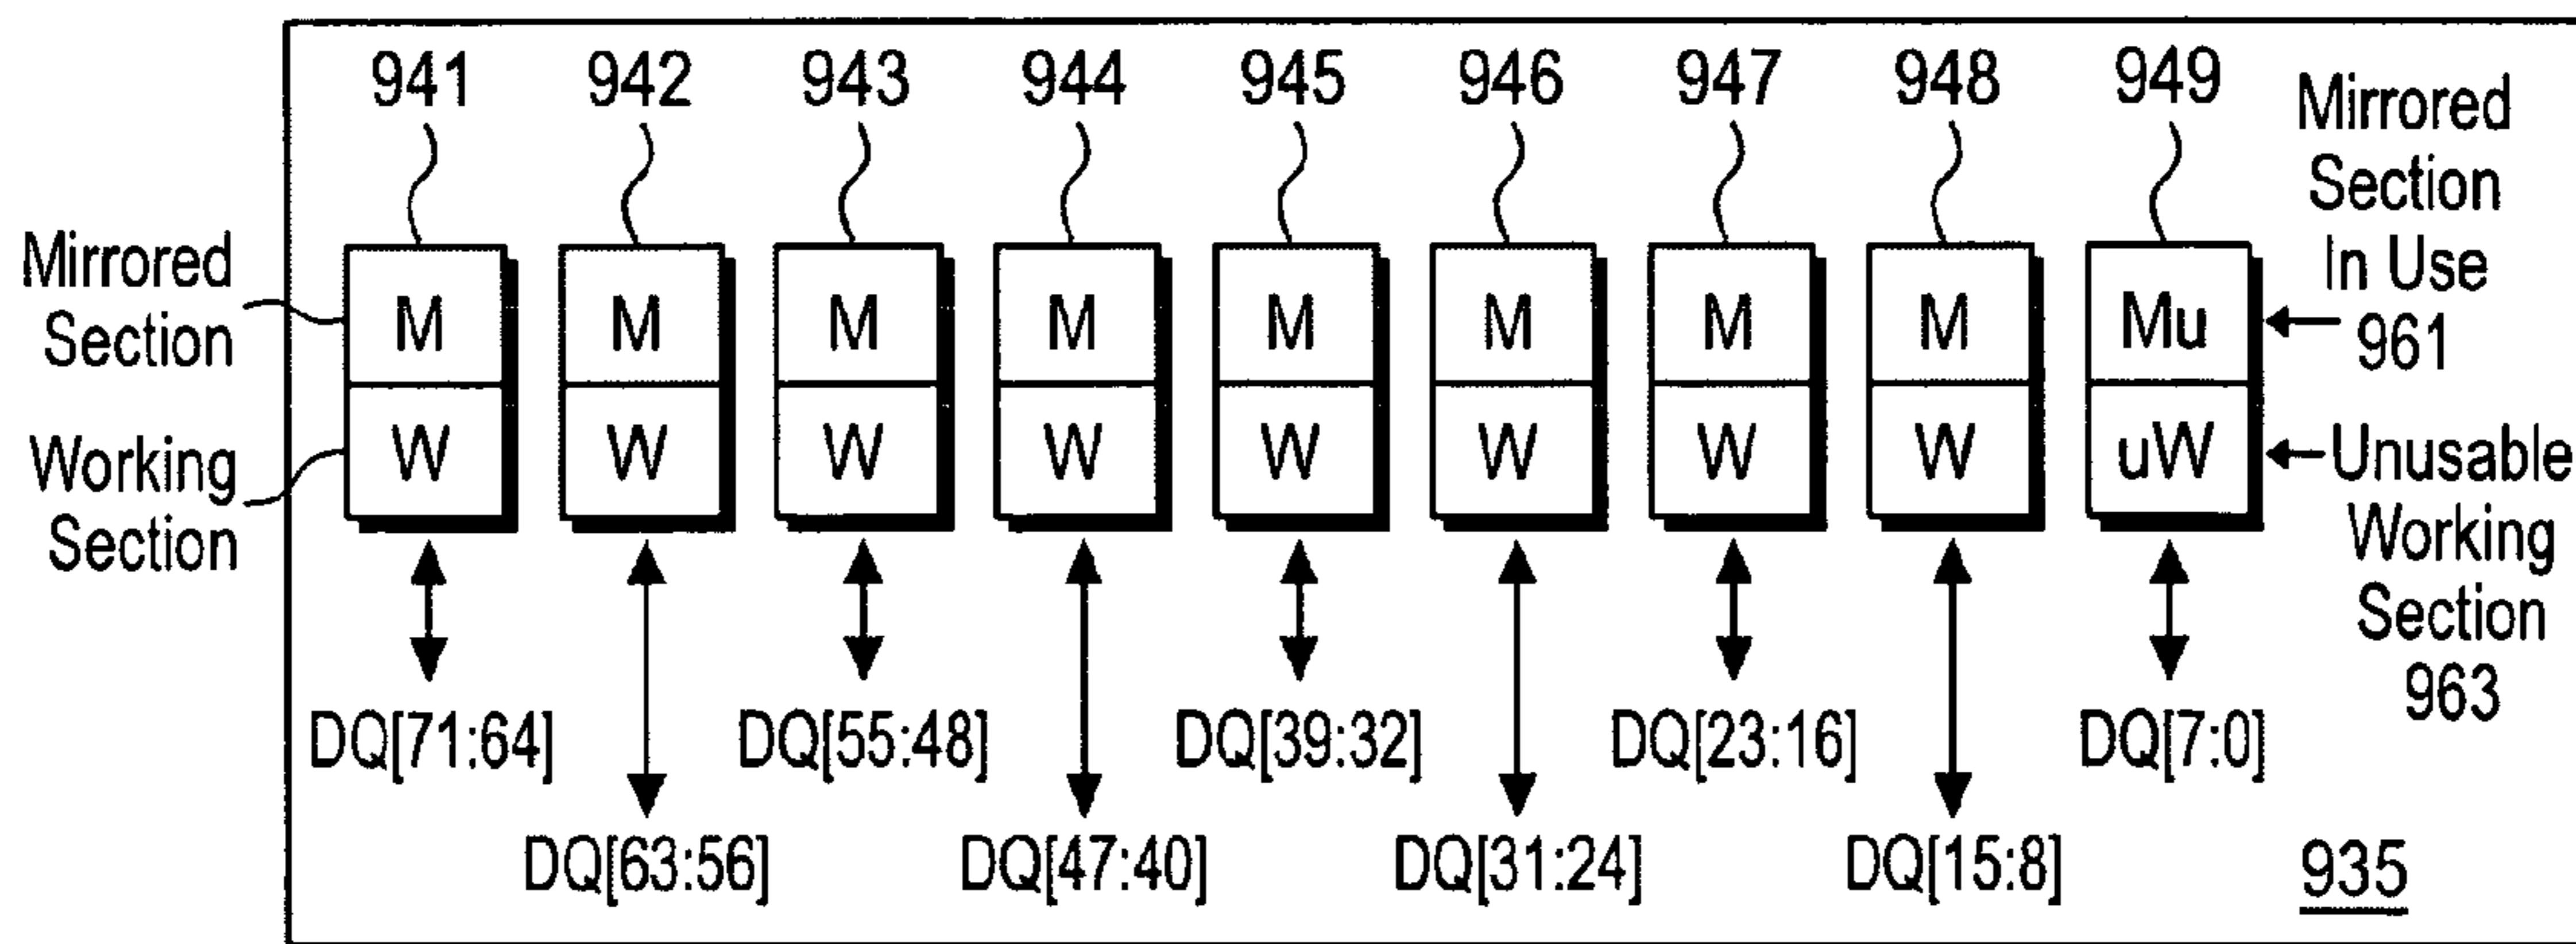 941 942 943 944 945 946 947 948 949
Mirrored
Section
In Use
961
Mirrored
Section
M M M M M M M M Mu
Working
Section
W W W W W W W W uW
Unusable
Working
Section
963
DQ[71:64] DQ[55:48] DQ[39:32] DQ[23:16] DQ[7:0]
DQ[63:56] DQ[47:40] DQ[31:24] DQ[15:8]
935